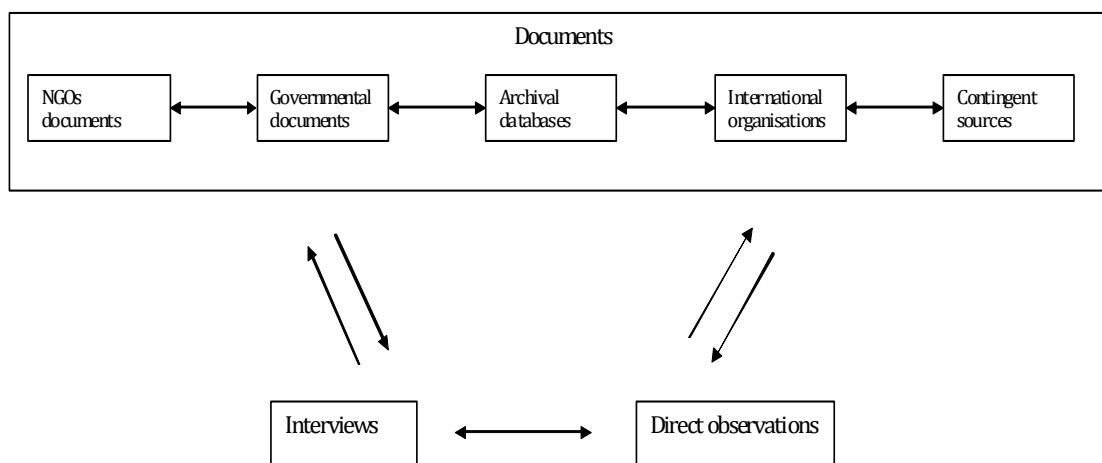 Documents
NGOs
documents
Governmental
documents
Archival
databases
International
organisations
Contingent
sources
Interviews
Direct observations